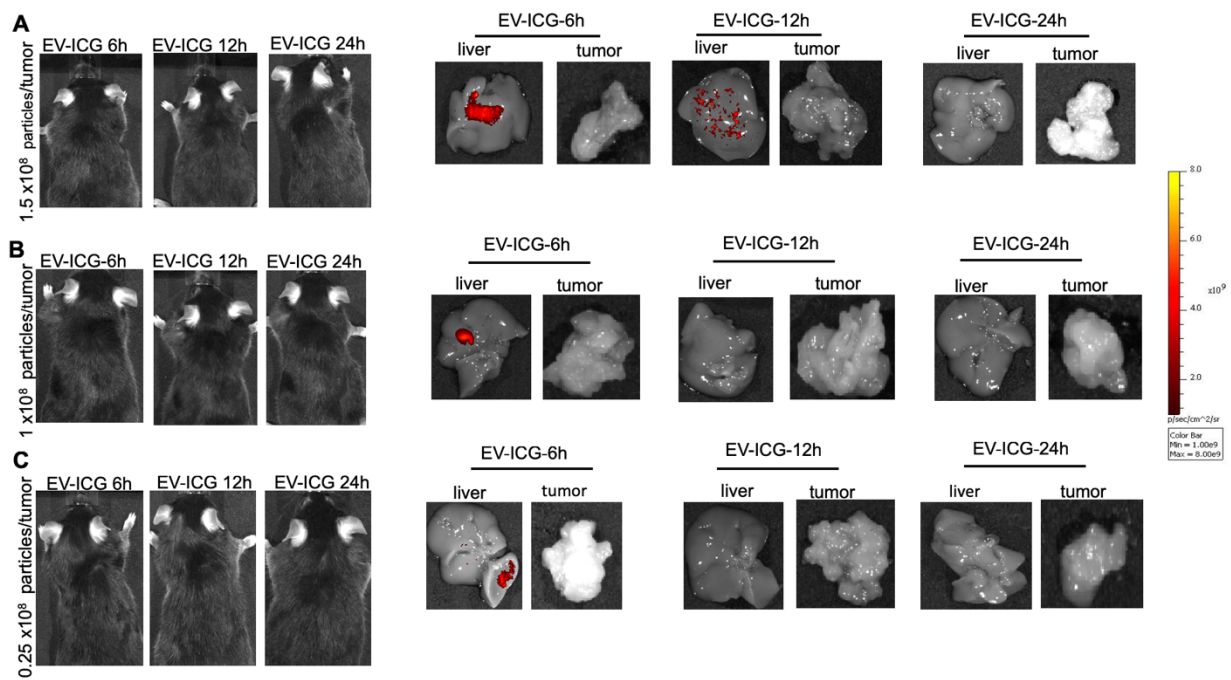 A
EV-ICG 6h EV-ICG 12h EV-ICG 24h
1.5 x10⁸ particles/tumor
EV-ICG-6h
liver tumor
EV-ICG-12h
liver tumor
EV-ICG-24h
liver tumor
B
EV-ICG-6h EV-ICG 12h EV-ICG 24h
1 x10⁸ particles/tumor
EV-ICG-6h
liver tumor
EV-ICG-12h
liver tumor
EV-ICG-24h
liver tumor
C
EV-ICG 6h EV-ICG 12h EV-ICG 24h
0.25 x10⁸ particles/tumor
EV-ICG-6h
liver tumor
EV-ICG-12h
liver tumor
EV-ICG-24h
liver tumor
8.0
6.0
x10⁹
4.0
2.0
p/sec/cm^2/sr
Color Bar
Min = 1.00e9
Max = 8.00e9